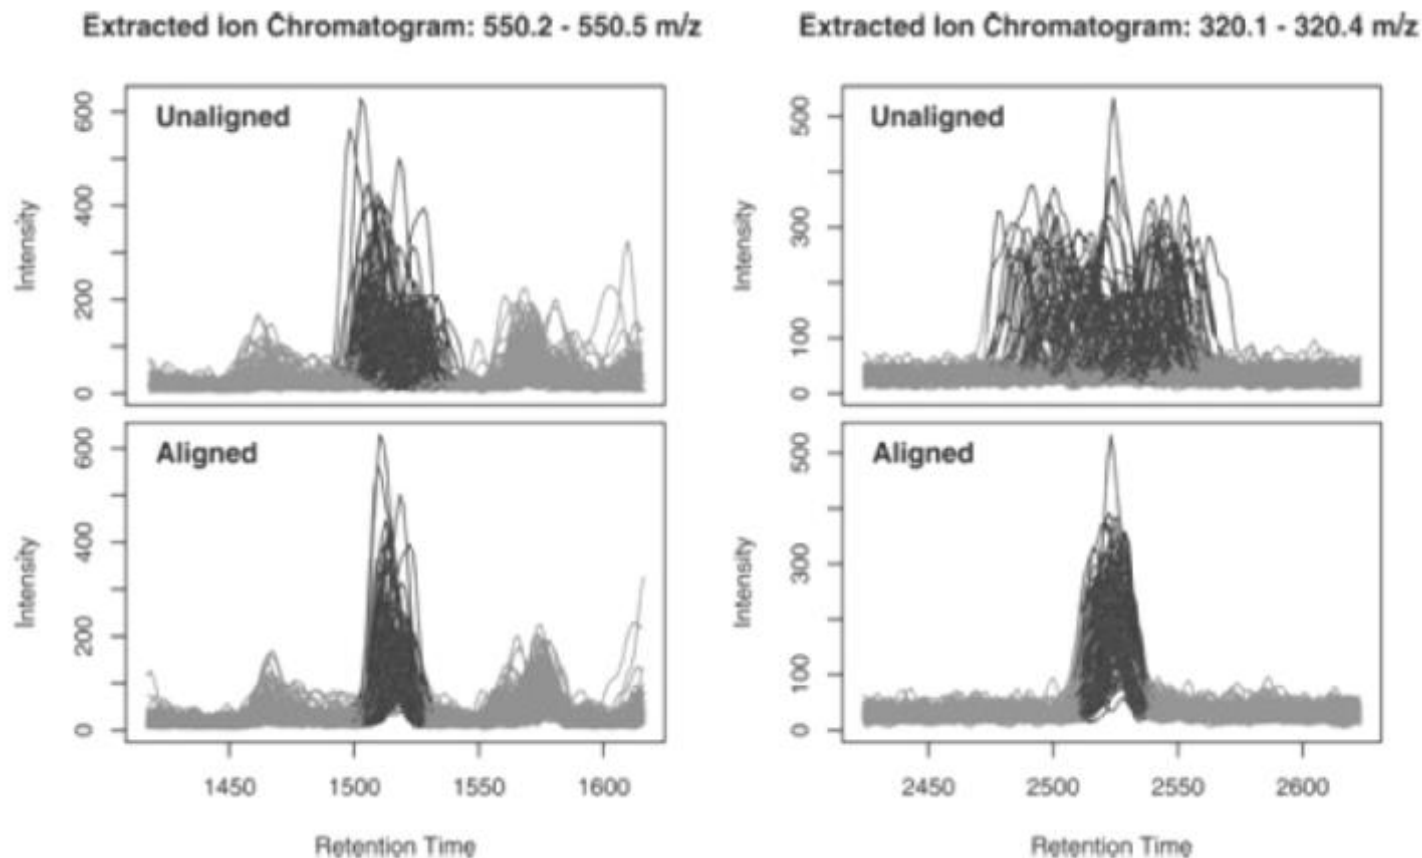 Extracted Ion Chromatogram: 550.2 - 550.5 m/z
Unaligned
Intensity
0
200
400
600
Aligned
Intensity
0
200
400
600
1450
1500
1550
1600
Retention Time
Extracted Ion Chromatogram: 320.1 - 320.4 m/z
Unaligned
Intensity
0
100
300
500
Aligned
Intensity
0
100
300
500
2450
2500
2550
2600
Retention Time